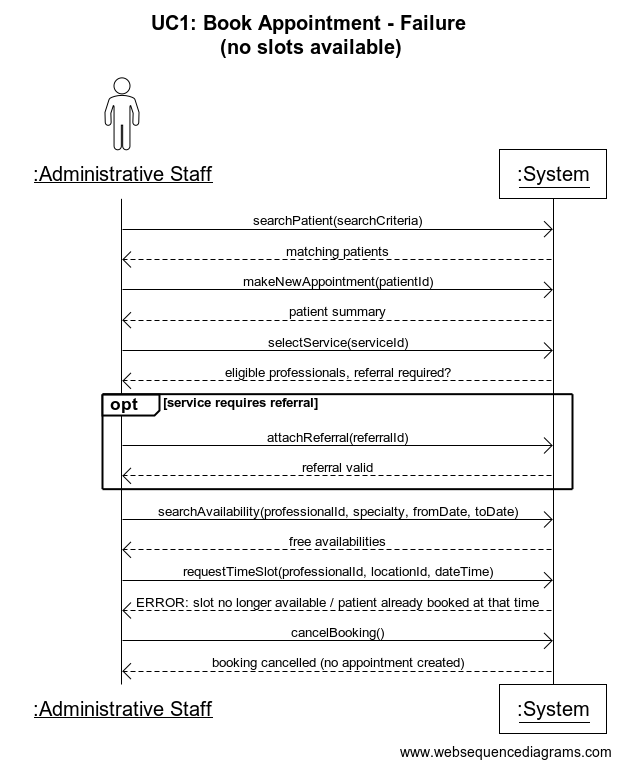 UC1: Book Appointment - Failure
(no slots available)
:Administrative Staff
:System
searchPatient(searchCriteria)
matching patients
makeNewAppointment(patientId)
patient summary
selectService(serviceId)
eligible professionals, referral required?
opt [service requires referral]
attachReferral(referralId)
referral valid
searchAvailability(professionalId, specialty, fromDate, toDate)
free availabilities
requestTimeSlot(professionalId, locationId, dateTime)
ERROR: slot no longer available / patient already booked at that time
cancelBooking()
booking cancelled (no appointment created)
:Administrative Staff
:System
www.websequencediagrams.com